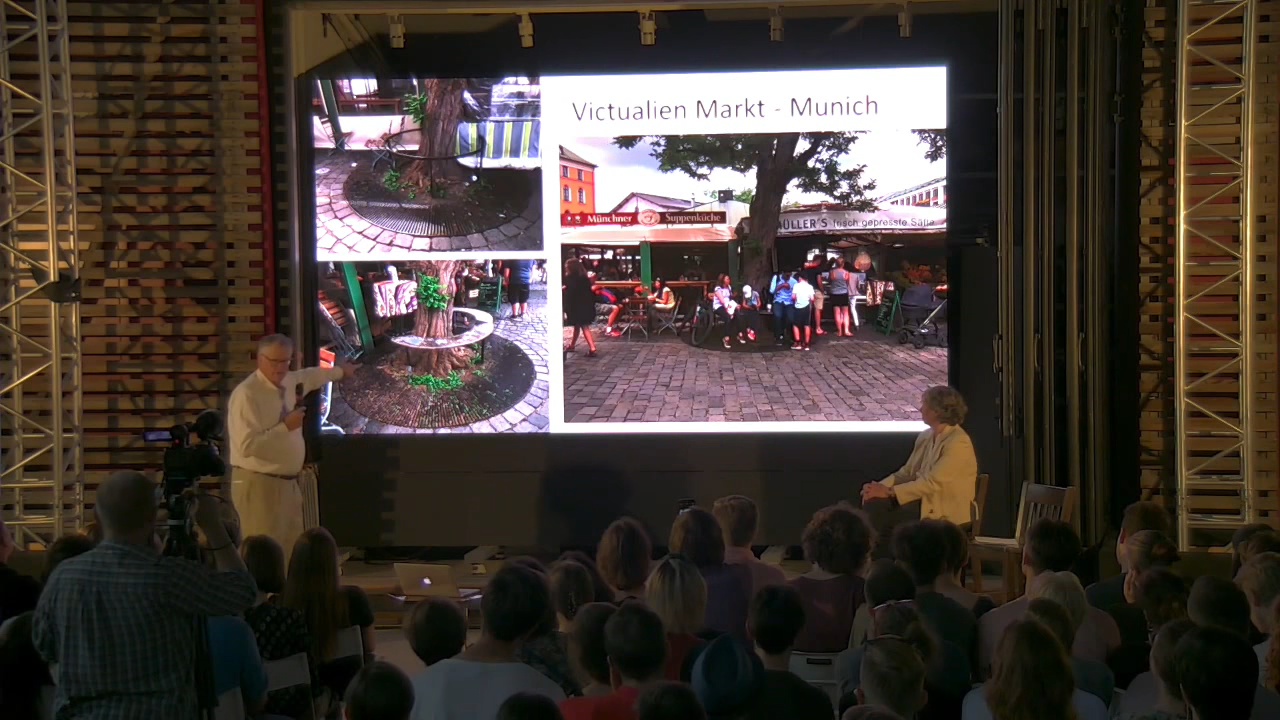 Victualien Markt - Munich
Münchner Suppenküche
ÜLLER'S frisch gepresste Säfte